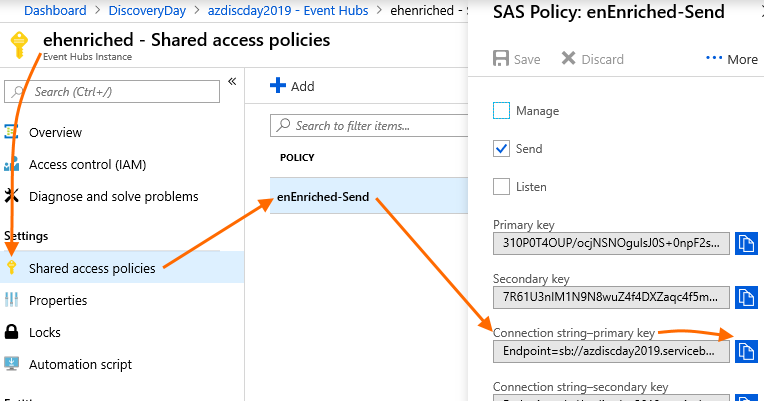 Dashboard > DiscoveryDay > azdiscday2019 - Event Hubs > ehenriched - S
ehenriched - Shared access policies
Event Hubs Instance
Search (Ctrl+/)
Overview
Access control (IAM)
Diagnose and solve problems
Settings
Shared access policies
Properties
Locks
Automation script
Add
Search to filter items...
POLICY
enEnriched-Send
SAS Policy: enEnriched-Send
Save
Discard
More
Manage
Send
Listen
Primary key
310P0T4OUP/ocjNSNOgulsJ0S+0npF2s...
Secondary key
7R61U3nIM1N9N8wuZ4f4DXZaqc4f5m...
Connection string–primary key
Endpoint=sb://azdiscday2019.serviceb...
Connection string–secondary key